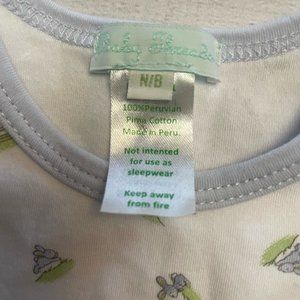 Baby Threads
N/B
100%Peruvian
Pima Cotton
Made in Peru.
Not intended
for use as
sleepwear
Keep away
from fire